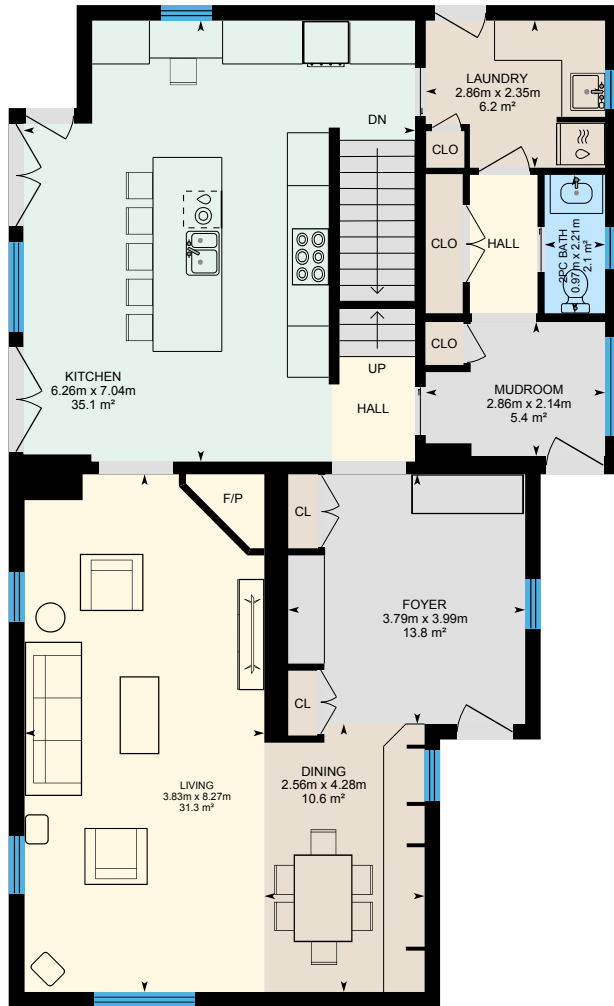 LAUNDRY
2.86m x 2.35m
6.2 m²
DN
CLO
CLO
HALL
2PC BATH
0.97m x 2.21m
2.1 m²
CLO
UP
HALL
MUDROOM
2.86m x 2.14m
5.4 m²
KITCHEN
6.26m x 7.04m
35.1 m²
F/P
CL
FOYER
3.79m x 3.99m
13.8 m²
CL
LIVING
3.83m x 8.27m
31.3 m²
DINING
2.56m x 4.28m
10.6 m²